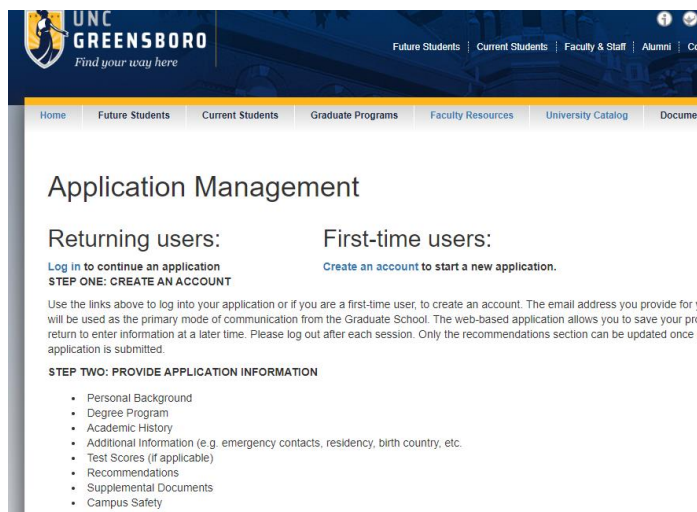 UNC
GREENSBORO
Find your way here
Future Students Current Students Faculty & Staff Alumni
Home Future Students Current Students Graduate Programs Faculty Resources University Catalog
Application Management
Returning users: First-time users:
Log in to continue an application Create an account to start a new application.
STEP ONE: CREATE AN ACCOUNT
Use the links above to log into your application or if you are a first-time user, to create an account. The email address you provide for
will be used as the primary mode of communication from the Graduate School. The web-based application allows you to save your
return to enter information at a later time. Please log out after each session. Only the recommendations section can be updated once
application is submitted.
STEP TWO: PROVIDE APPLICATION INFORMATION
• Personal Background
• Degree Program
• Academic History
• Additional Information (e.g. emergency contacts, residency, birth country, etc.
• Test Scores (if applicable)
• Recommendations
• Supplemental Documents
• Campus Safety